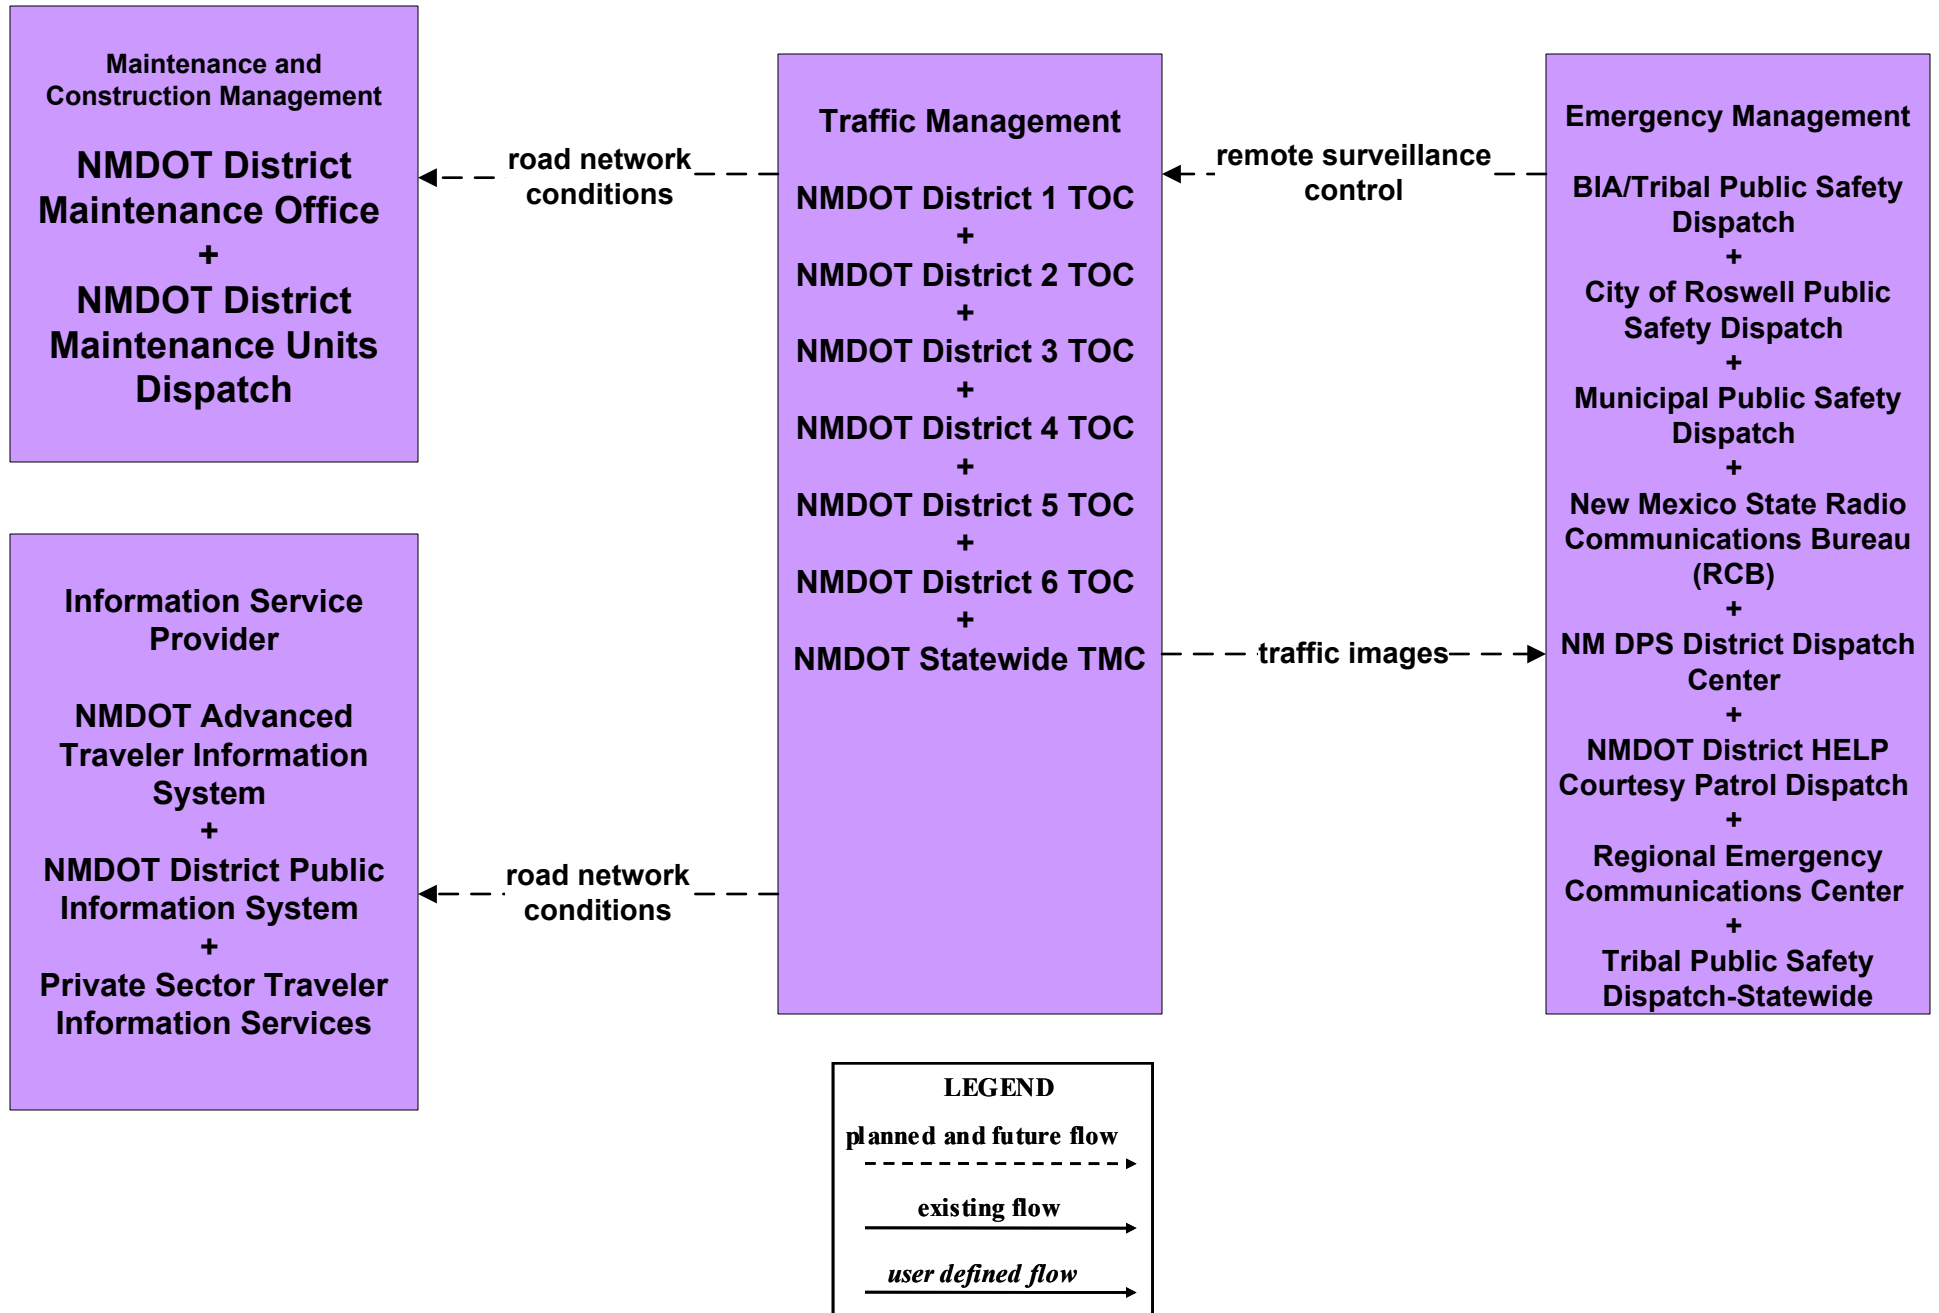 Maintenance and
Construction Management
NMDOT District
Maintenance Office
+
NMDOT District
Maintenance Units
Dispatch
Information Service
Provider
NMDOT Advanced
Traveler Information
System
+
NMDOT District Public
Information System
+
Private Sector Traveler
Information Services
road network
conditions
road network
conditions
Traffic Management
NMDOT District 1 TOC
+
NMDOT District 2 TOC
+
NMDOT District 3 TOC
+
NMDOT District 4 TOC
+
NMDOT District 5 TOC
+
NMDOT District 6 TOC
+
NMDOT Statewide TMC
remote surveillance
control
traffic images
Emergency Management
BIA/Tribal Public Safety
Dispatch
+
City of Roswell Public
Safety Dispatch
+
Municipal Public Safety
Dispatch
+
New Mexico State Radio
Communications Bureau
(RCB)
+
NM DPS District Dispatch
Center
+
NMDOT District HELP
Courtesy Patrol Dispatch
+
Regional Emergency
Communications Center
+
Tribal Public Safety
Dispatch-Statewide
LEGEND
planned and future flow
existing flow
user defined flow